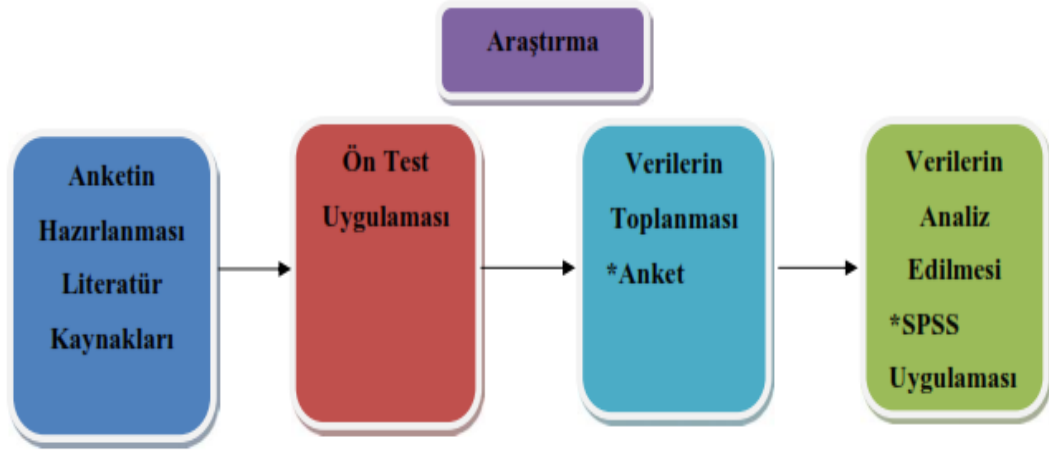 Araştırma
Anketin
Hazırlanması
Literatür
Kaynakları
Ön Test
Uygulaması
Verilerin
Toplanması
*Anket
Verilerin
Analiz
Edilmesi
*SPSS
Uygulaması